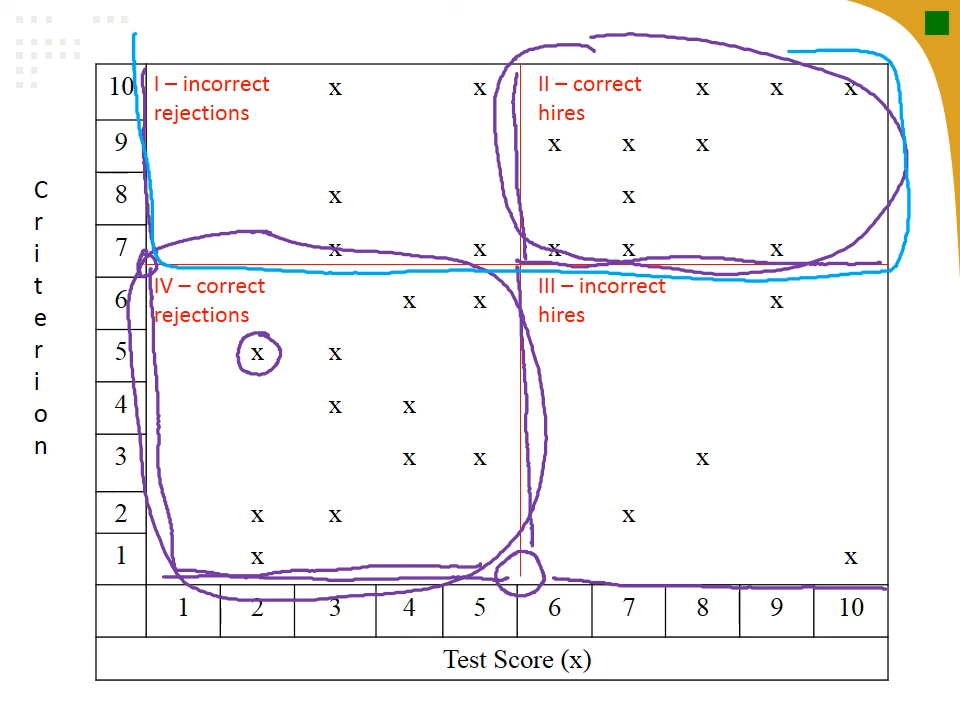 10 I – incorrect x x II – correct x x x
rejections hires
9 x x x
8 x x
7 x x x x x
IV – correct III – incorrect
6 x x x
rejections hires
5 x x
4 x x
3 x x x
2 x x x
1 x x
1 2 3 4 5 6 7 8 9 10
Test Score (x)
C
r
i
t
e
r
i
o
n